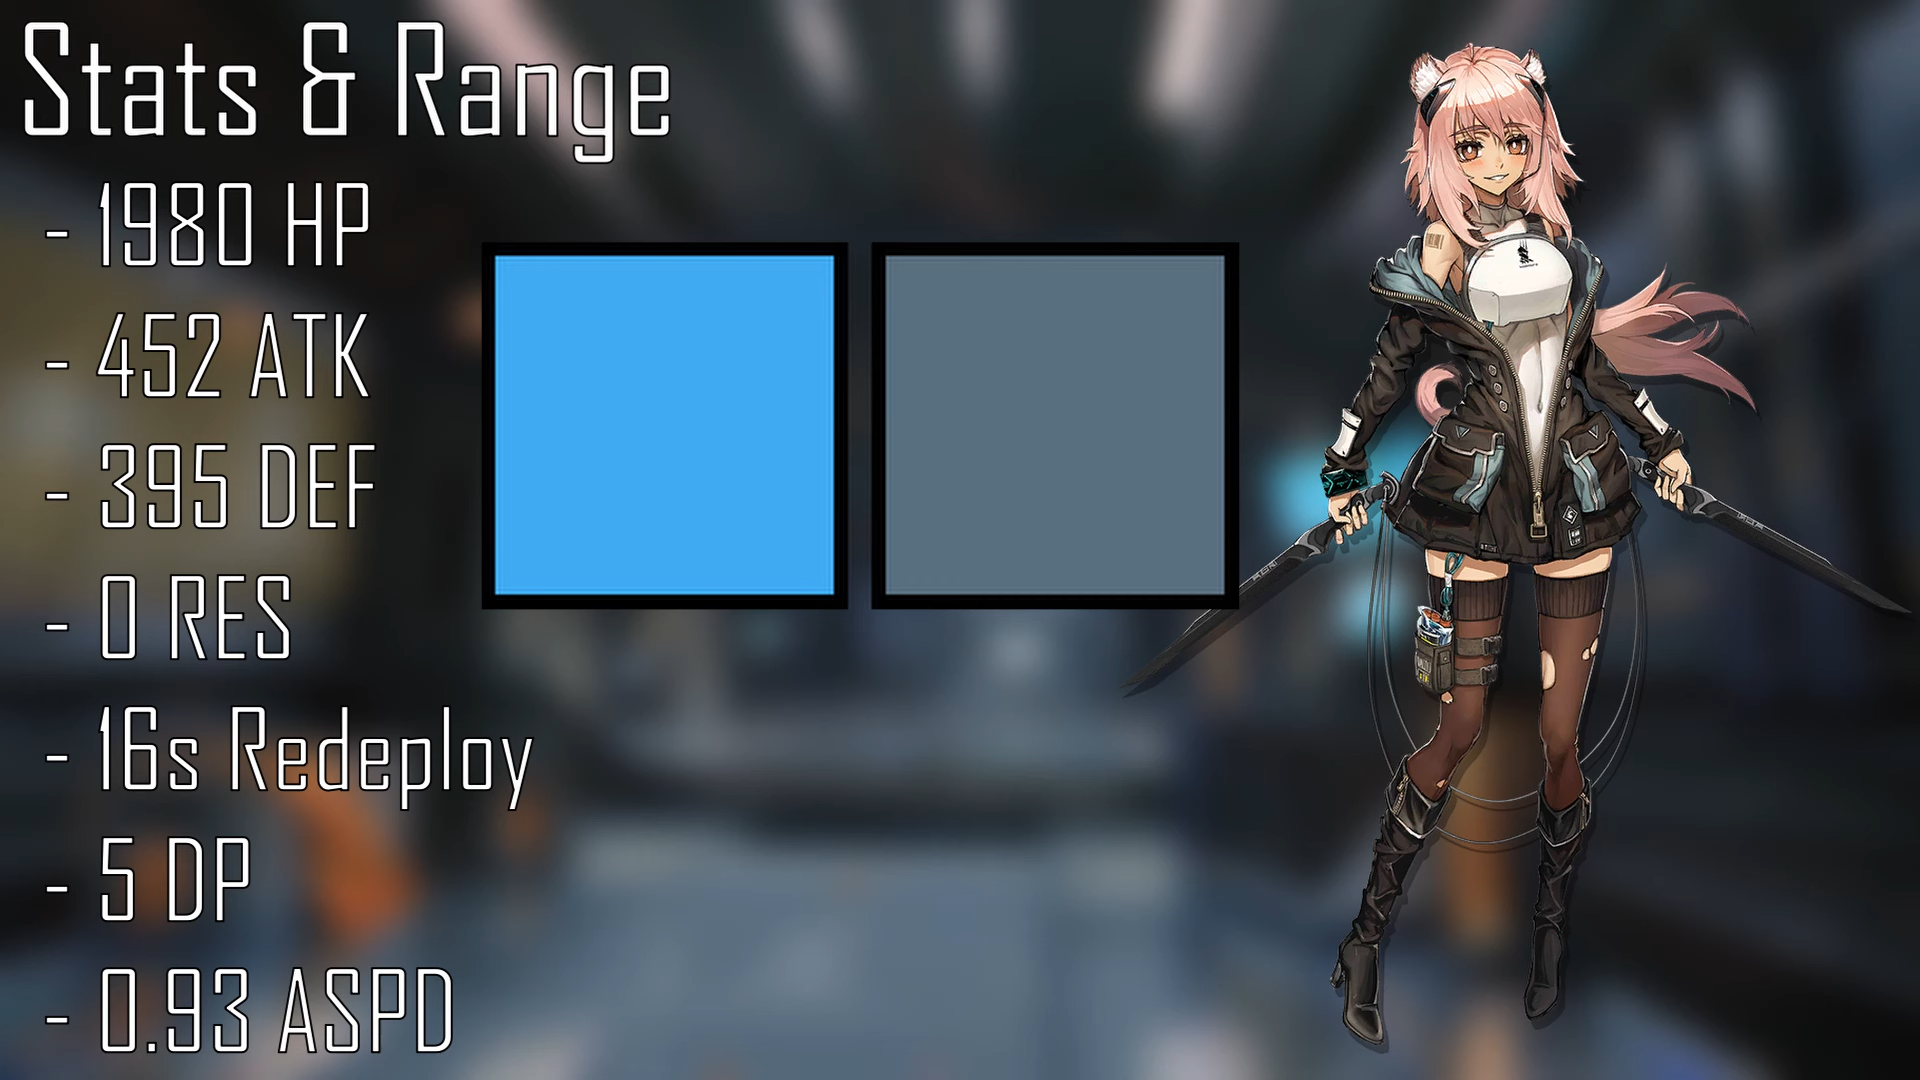 Stats & Range
- 1980 HP
- 452 ATK
- 395 DEF
- 0 RES
- 16s Redeploy
- 5 DP
- 0.93 ASPD